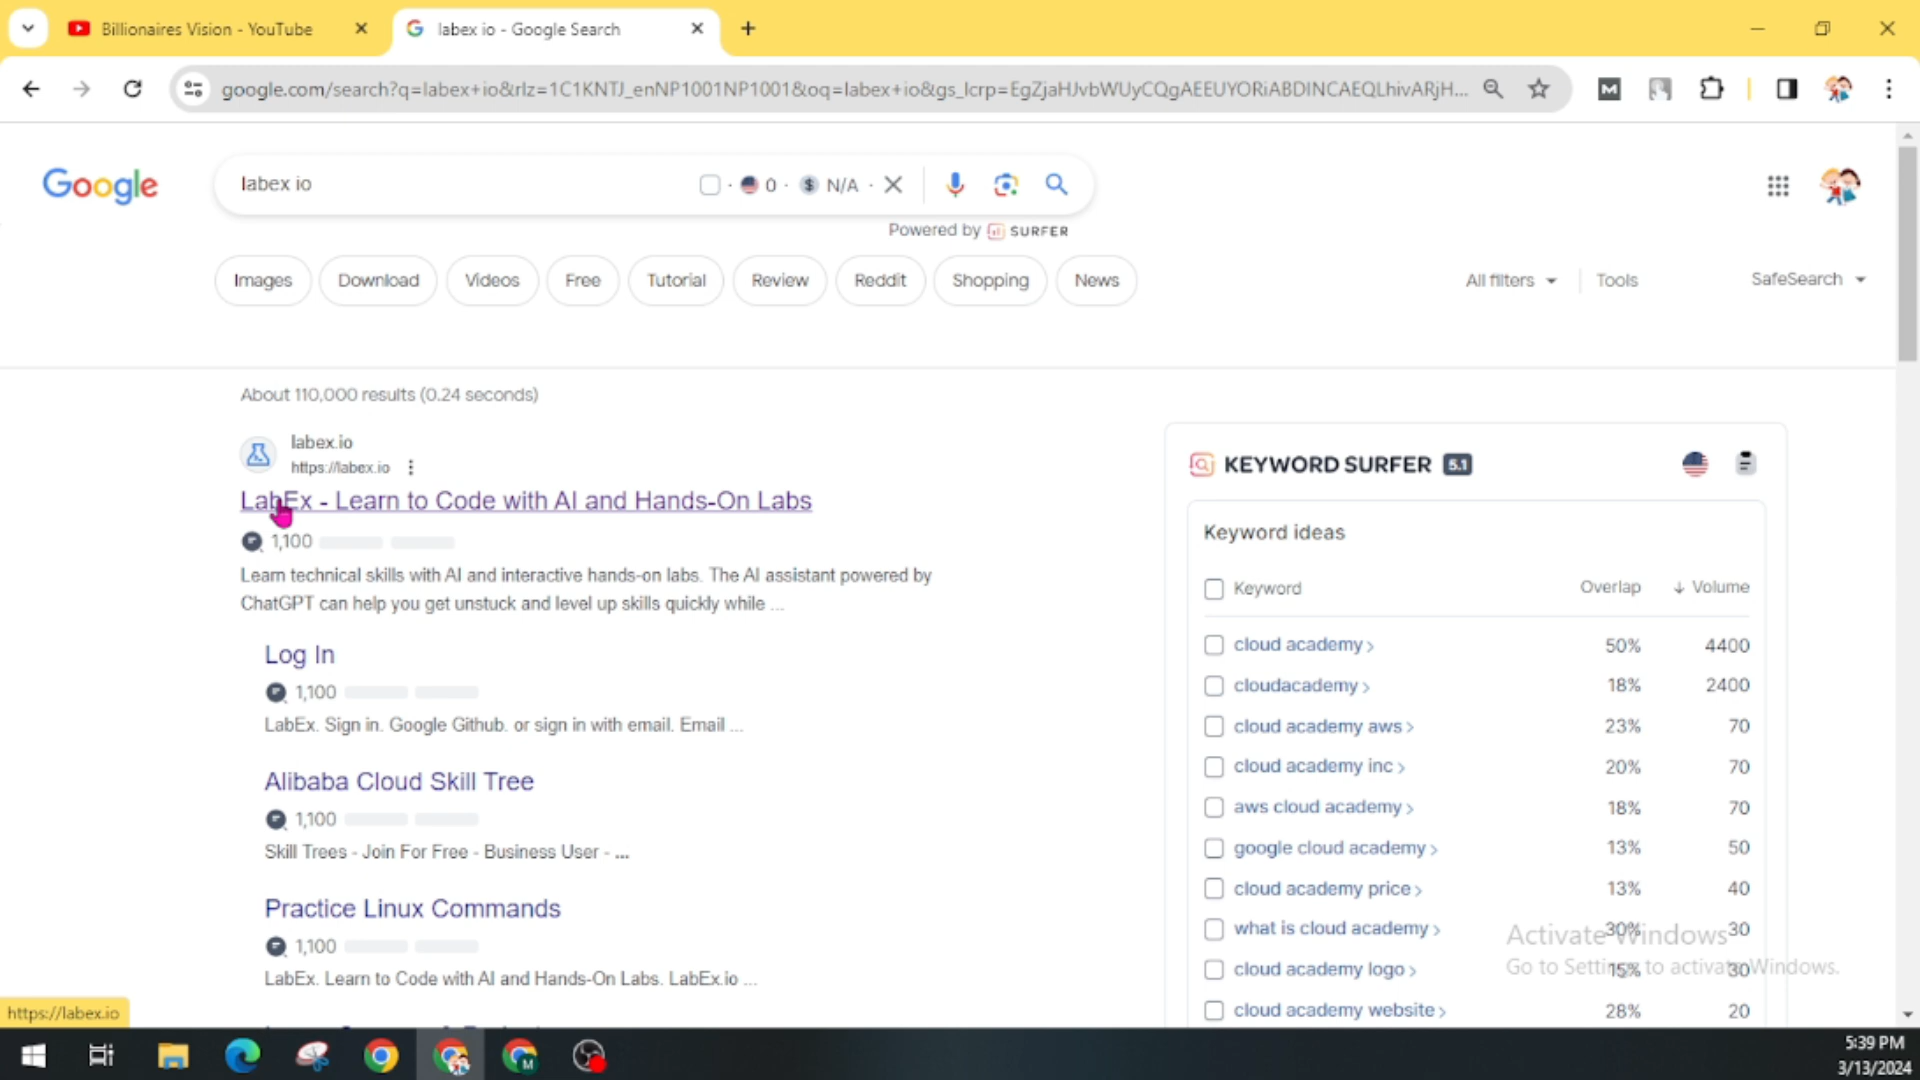 Billionaires Vision - YouTube
labex io - Google Search
google.com/search?q=labex+io&rlz=1C1KNTJ_enNP1001NP1001&oq=labex+io&gs_lcrp=EgZjaHJvbWUyCQgAEEUYORiABDINCAEQLhivARjH...
Google
labex io
0 · N/A ·
Powered by SURFER
Images
Download
Videos
Free
Tutorial
Review
Reddit
Shopping
News
All filters
Tools
SafeSearch
About 110,000 results (0.24 seconds)
labex.io
https://labex.io
LabEx - Learn to Code with AI and Hands-On Labs
1,100
Learn technical skills with AI and interactive hands-on labs. The AI assistant powered by
ChatGPT can help you get unstuck and level up skills quickly while ...
Log In
1,100
LabEx. Sign in. Google Github. or sign in with email. Email ...
Alibaba Cloud Skill Tree
1,100
Skill Trees - Join For Free - Business User - ...
Practice Linux Commands
1,100
LabEx. Learn to Code with AI and Hands-On Labs. LabEx.io ...
KEYWORD SURFER 5.1
Keyword ideas
Keyword Overlap ↓ Volume
cloud academy > 50% 4400
cloudacademy > 18% 2400
cloud academy aws > 23% 70
cloud academy inc > 20% 70
aws cloud academy > 18% 70
google cloud academy > 13% 50
cloud academy price > 13% 40
what is cloud academy > 30% 30
cloud academy logo > 15% 30
cloud academy website > 28% 20
Activate Windows
Go to Settings to activate Windows.
https://labex.io
5:39 PM
3/13/2024